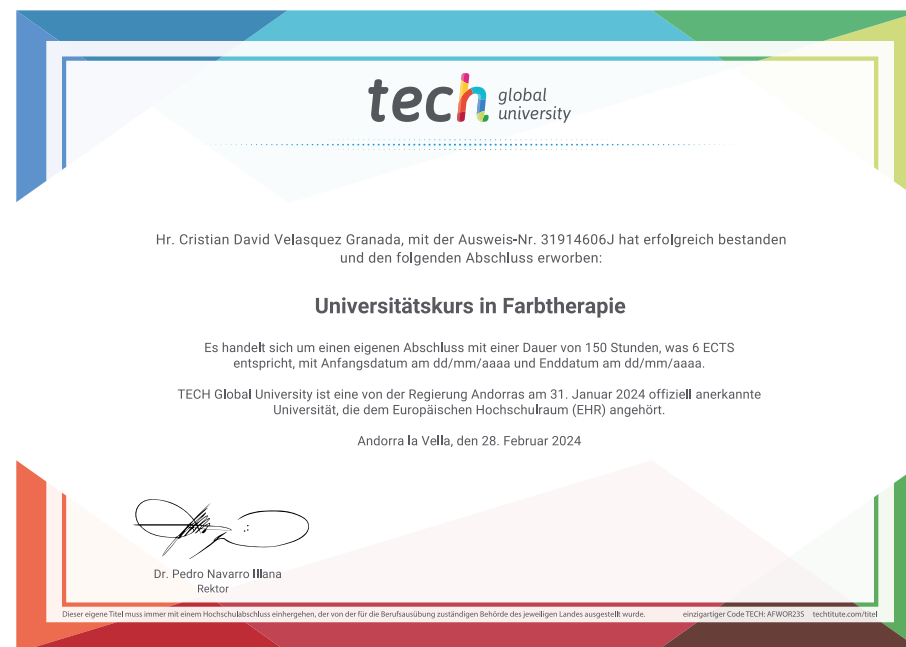 tech global university
Hr. Cristian David Velasquez Granada, mit der Ausweis-Nr. 31914606J hat erfolgreich bestanden
und den folgenden Abschluss erworben:
Universitätskurs in Farbtherapie
Es handelt sich um einen eigenen Abschluss mit einer Dauer von 150 Stunden, was 6 ECTS
entspricht, mit Anfangsdatum am dd/mm/aaaa und Enddatum am dd/mm/aaaa.
TECH Global University ist eine von der Regierung Andorras am 31. Januar 2024 offiziell anerkannte
Universität, die dem Europäischen Hochschulraum (EHR) angehört.
Andorra la Vella, den 28. Februar 2024
Dr. Pedro Navarro Illana
Rektor
Dieser eigene Titel muss immer mit einem Hochschulabschluss einhergehen, der von der für die Berufsausübung zuständigen Behörde des jeweiligen Landes ausgestellt wurde. einzigartiger Code TECH: AFWOR235 techtitute.com/titel